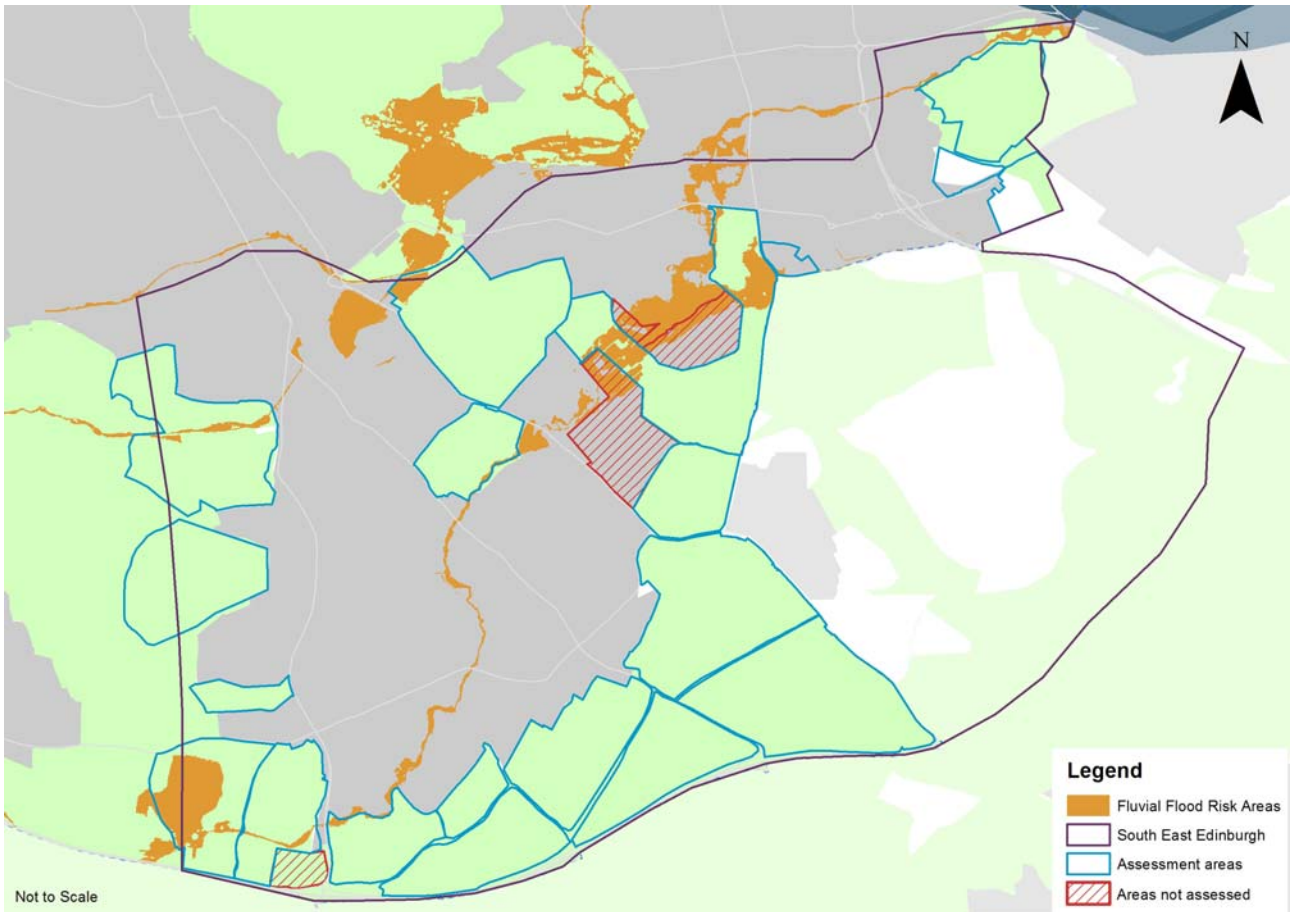 N
Legend
Fluvial Flood Risk Areas
South East Edinburgh
Assessment areas
Areas not assessed
Not to Scale